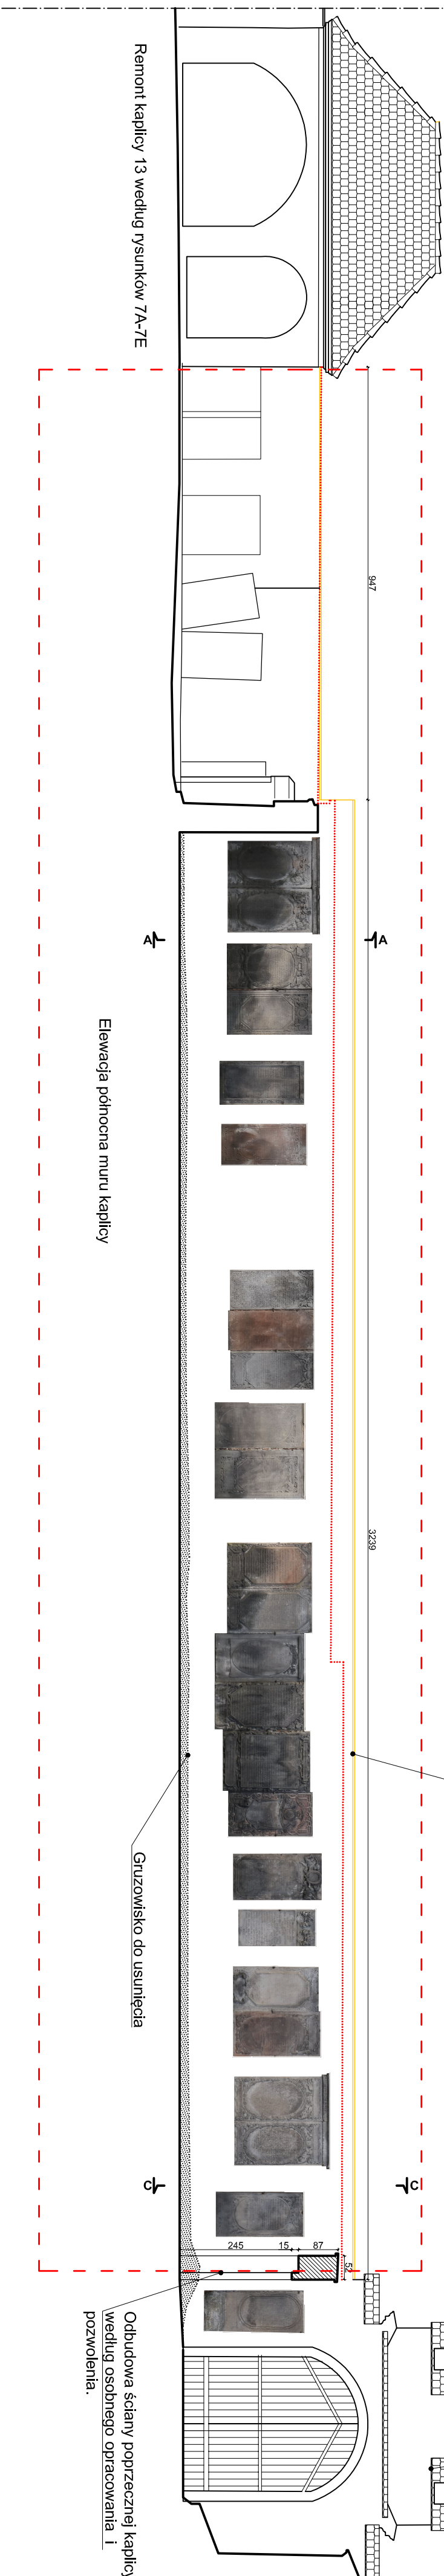 Remont kaplicy 13 według rysunków 7A-7E
947
A
A
Elewacja północna muru kaplicy
3239
Gruzowisko do usunięcia
C
C
245
15
87
Odbudowa ściany poprzecznej kaplicy
według osobnego opracowania i
pozwolenia.